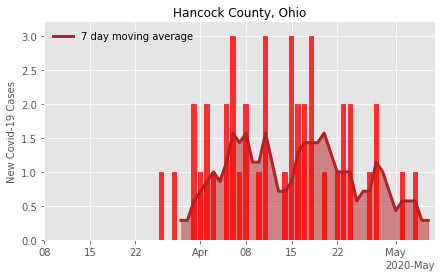 Hancock County, Ohio
7 day moving average
New Covid-19 Cases
3.0
2.5
2.0
1.5
1.0
0.5
0.0
08 15 22 Apr 08 15 22 May
2020-May